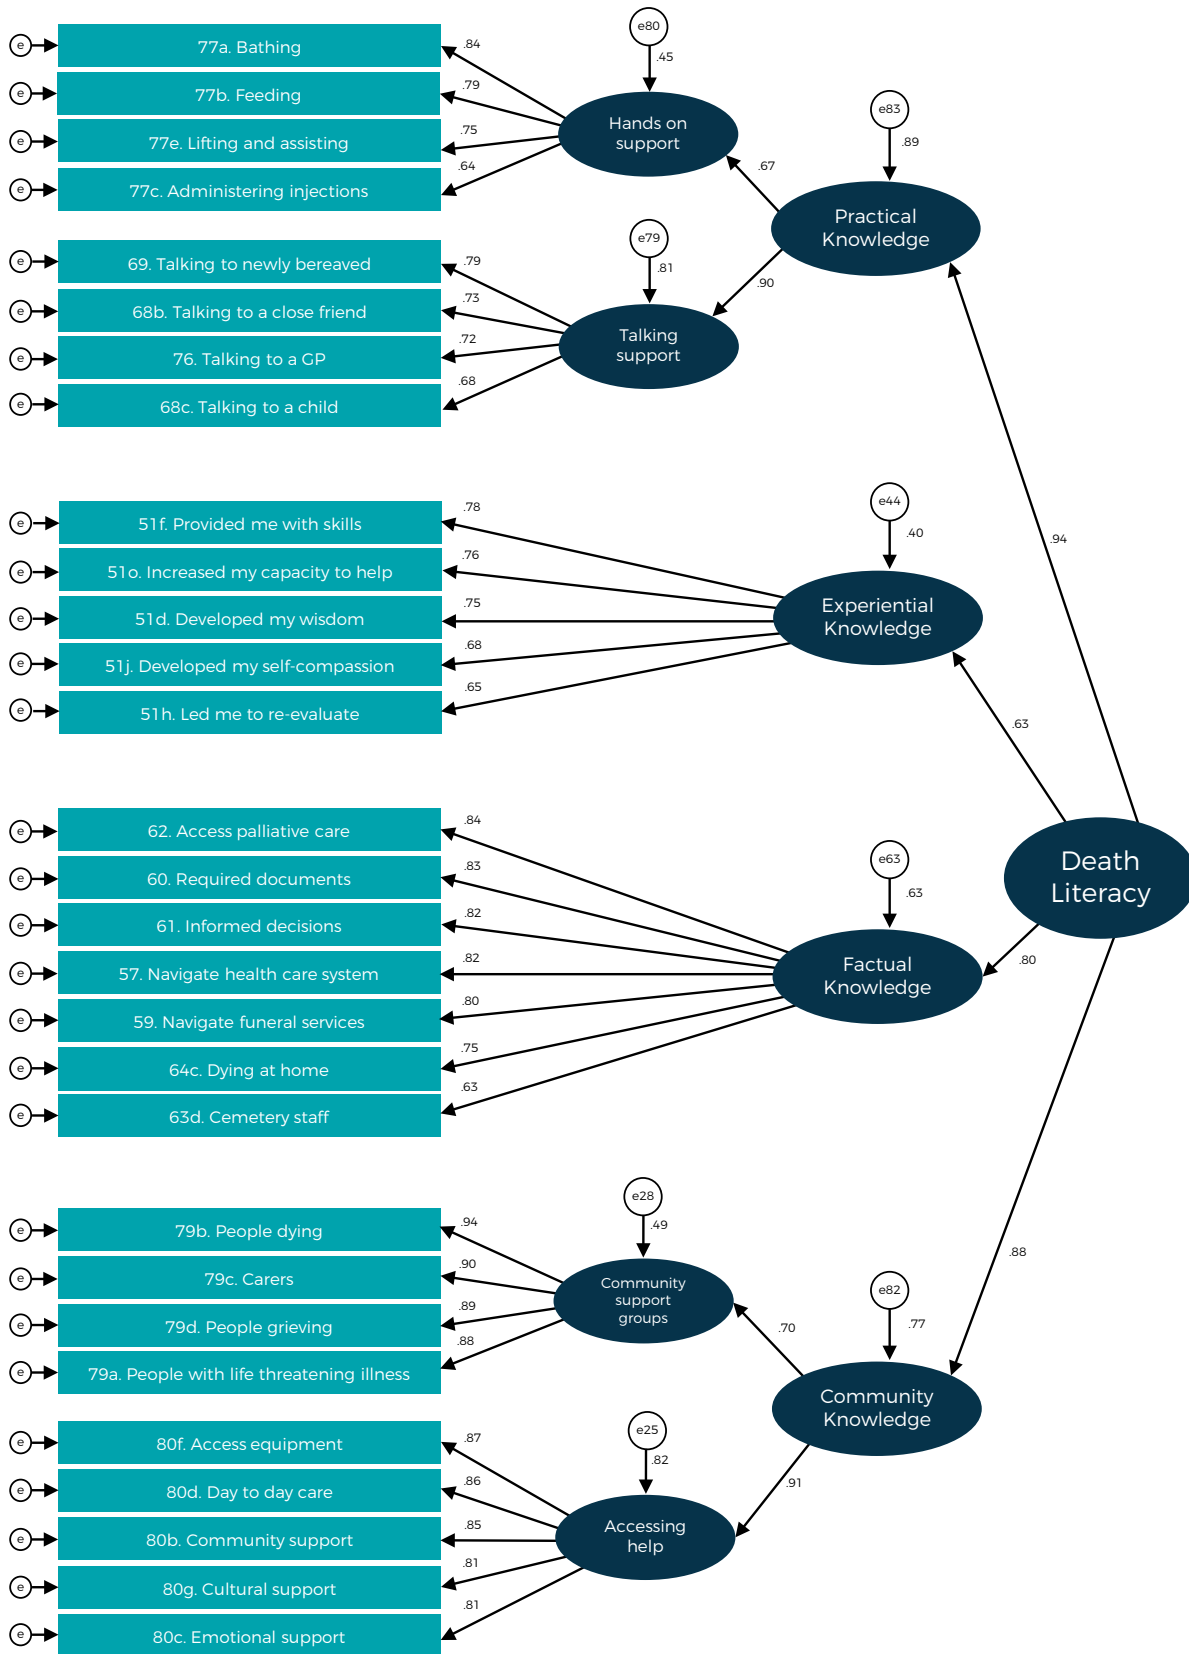 e
77a. Bathing
.84
e
77b. Feeding
.79
e
77e. Lifting and assisting
.75
e
77c. Administering injections
.64
e80
.45
Hands on
support
.67
e83
.89
Practical
Knowledge
e
69. Talking to newly bereaved
.79
e
68b. Talking to a close friend
.73
e
76. Talking to a GP
.72
e
68c. Talking to a child
.68
e79
.81
Talking
support
.90
.94
e
51f. Provided me with skills
.78
e
51o. Increased my capacity to help
.76
e
51d. Developed my wisdom
.75
e
51j. Developed my self-compassion
.68
e
51h. Led me to re-evaluate
.65
e44
.40
Experiential
Knowledge
.63
Death
Literacy
e
62. Access palliative care
.84
e
60. Required documents
.83
e
61. Informed decisions
.82
e
57. Navigate health care system
.82
e
59. Navigate funeral services
.80
e
64c. Dying at home
.75
e
63d. Cemetery staff
.63
e63
.63
Factual
Knowledge
.80
.88
e
79b. People dying
.94
e
79c. Carers
.90
e
79d. People grieving
.89
e
79a. People with life threatening illness
.88
e28
.49
Community
support
groups
.70
e82
.77
Community
Knowledge
e
80f. Access equipment
.87
e
80d. Day to day care
.86
e
80b. Community support
.85
e
80g. Cultural support
.81
e
80c. Emotional support
.81
e25
.82
Accessing
help
.91